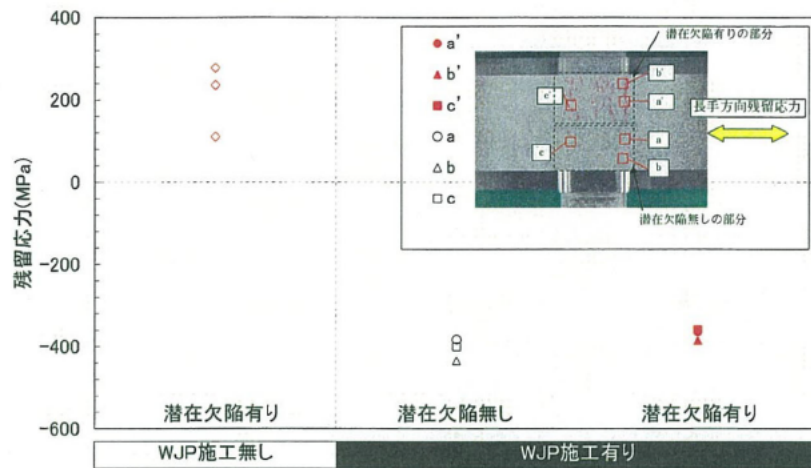 400
200
0
-200
-400
-600
残留応力(MPa)
a'
b'
c'
a
b
c
潜在欠陥有りの部分
b'
a'
c'
長手方向残留応力
a
c
b
潜在欠陥無しの部分
潜在欠陥有り
潜在欠陥無し
潜在欠陥有り
WJP施工無し
WJP施工有り